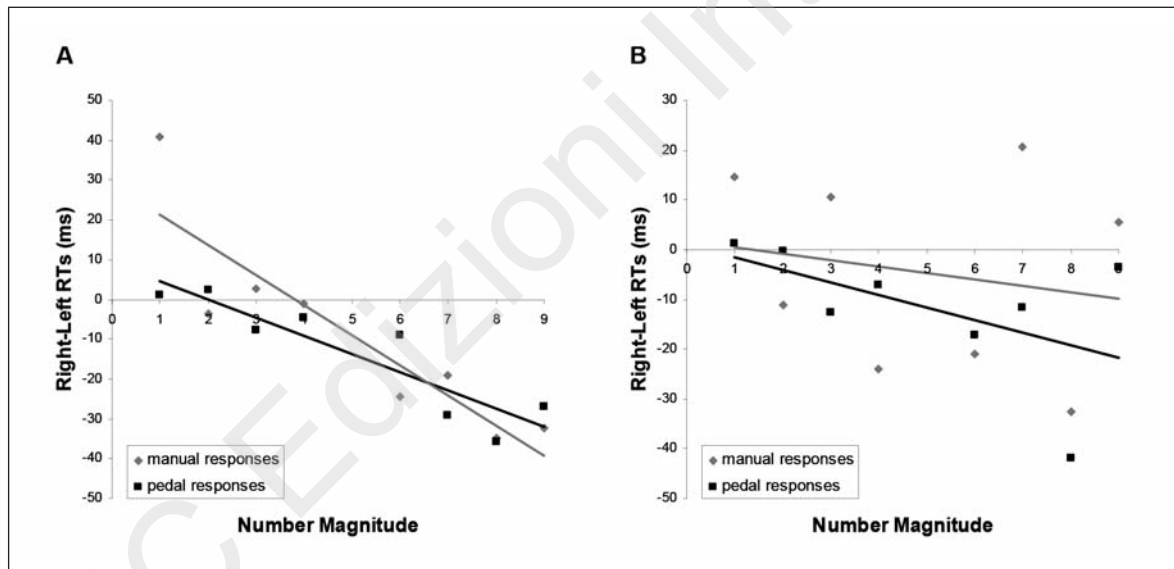 A
Right-Left RTs (ms)
50
40
30
20
10
0
-10
-20
-30
-40
-50
0 1 2 3 4 5 6 7 8 9
manual responses
pedal responses
Number Magnitude
B
Right-Left RTs (ms)
30
20
10
0
-10
-20
-30
-40
-50
0 1 2 3 4 5 6 7 8 9
manual responses
pedal responses
Number Magnitude
C Edizioni In